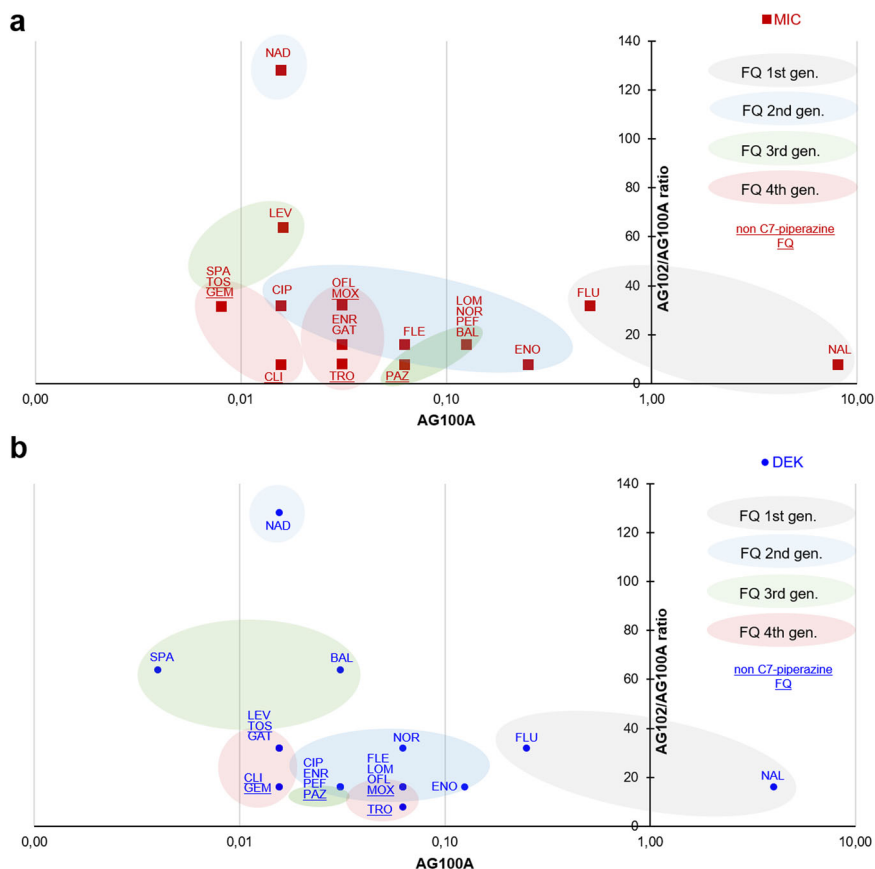 a
MIC
140
120
100
80
60
40
20
0
AG102/AG100A ratio
FQ 1st gen.
FQ 2nd gen.
FQ 3rd gen.
FQ 4th gen.
non C7-piperazine
FQ
NAD
LEV
SPA
TOS
GEM
CIP
OFL
MOX
ENR
GAT
CLI
TRO
FLE
PAZ
LOM
NOR
PEF
BAL
ENO
FLU
NAL
0,00
0,01
0,10
1,00
10,00
AG100A
b
DEK
140
120
100
80
60
40
20
0
AG102/AG100A ratio
FQ 1st gen.
FQ 2nd gen.
FQ 3rd gen.
FQ 4th gen.
non C7-piperazine
FQ
NAD
SPA
BAL
LEV
TOS
GAT
CLI
GEM
CIP
ENR
PEF
PAZ
NOR
FLE
LOM
OFL
MOX
TRO
ENO
FLU
NAL
0,00
0,01
0,10
1,00
10,00
AG100A